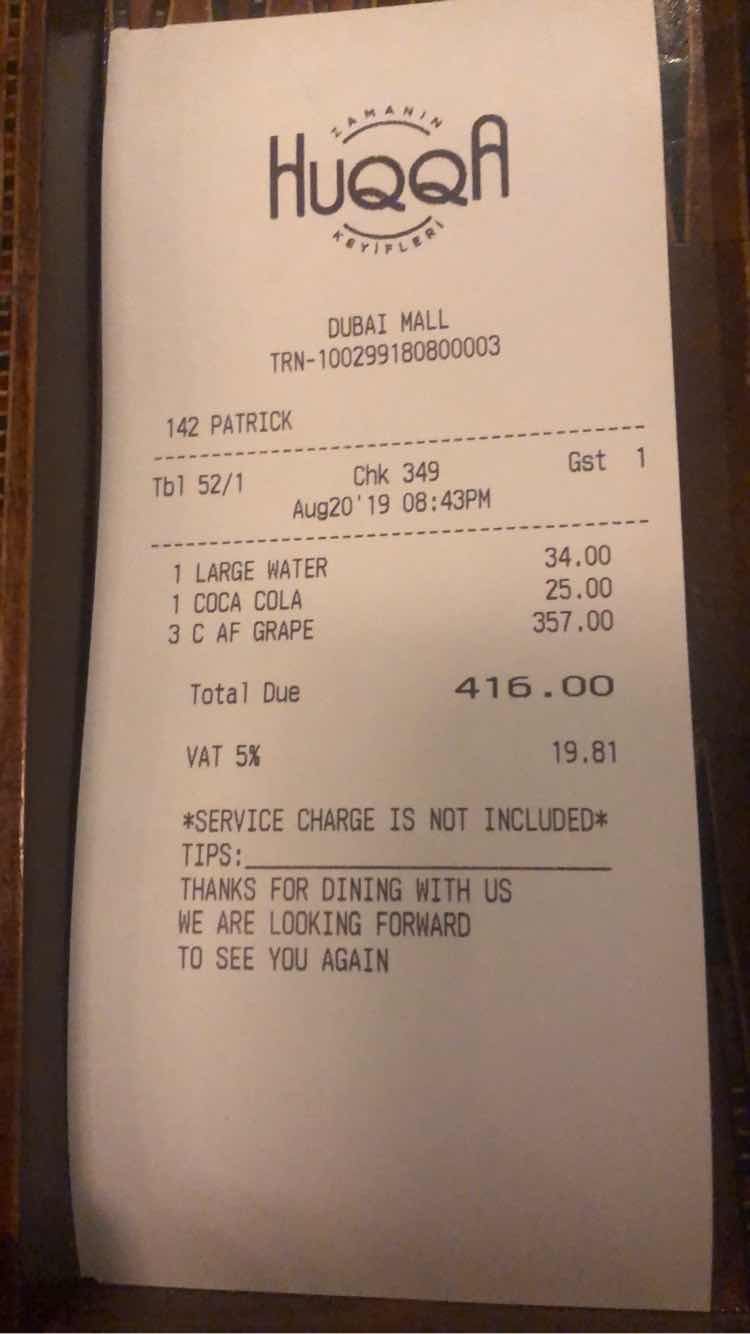 ZAMANIN
HUQQA
KEYİFLERİ
DUBAI MALL
TRN-100299180800003
142 PATRICK
Tbl 52/1 Chk 349 Gst 1
Aug20'19 08:43PM
1 LARGE WATER 34.00
1 COCA COLA 25.00
3 C AF GRAPE 357.00
Total Due 416.00
VAT 5% 19.81
*SERVICE CHARGE IS NOT INCLUDED*
TIPS:
THANKS FOR DINING WITH US
WE ARE LOOKING FORWARD
TO SEE YOU AGAIN